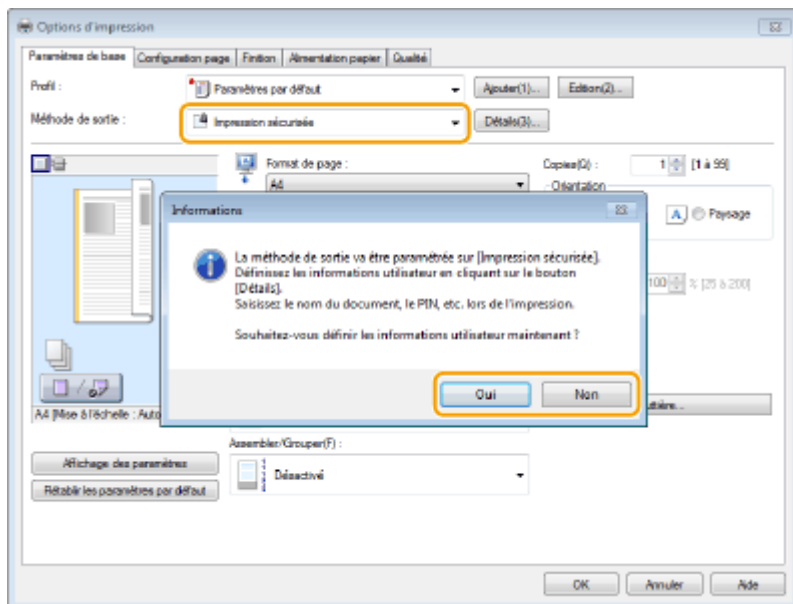 Options d'impression
Paramètres de base Configuration page Finition Alimentation papier Qualité
Profil : Paramètres par défaut Ajouter(1)... Edition(2)...
Méthode de sortie : Impression sécurisée Détails(3)...
Format de page : Copies(Q) : 1 [1 à 99]
A4 Orientation
Informations
A Paysage
La méthode de sortie va être paramétrée sur [Impression sécurisée].
Définissez les informations utilisateur en cliquant sur le bouton
[Détails].
Saisissez le nom du document, le PIN, etc. lors de l'impression.
100 % [25 à 200]
Souhaitez-vous définir les informations utilisateur maintenant ?
Oui Non
A4 [Mise à l'échelle : Auto
Assembler/Grouper(F) :
Affichage des paramètres
Désactivé
Rétablir les paramètres par défaut
OK Annuler Aide